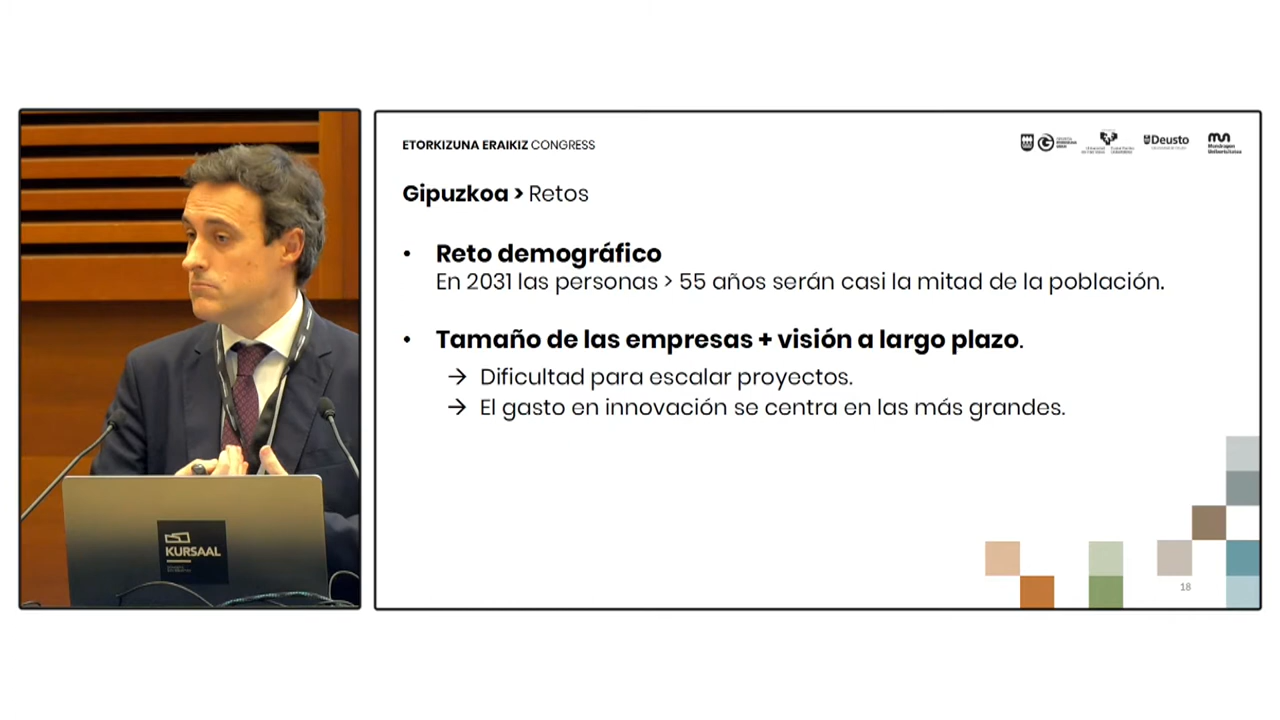 KURSAAL
ETORKIZUNA ERAIKIZ CONGRESS
Deusto
Mondragon
Unibertsitatea
Gipuzkoa > Retos
• Reto demográfico
En 2031 las personas > 55 años serán casi la mitad de la población.
• Tamaño de las empresas + visión a largo plazo.
→ Dificultad para escalar proyectos.
→ El gasto en innovación se centra en las más grandes.
18